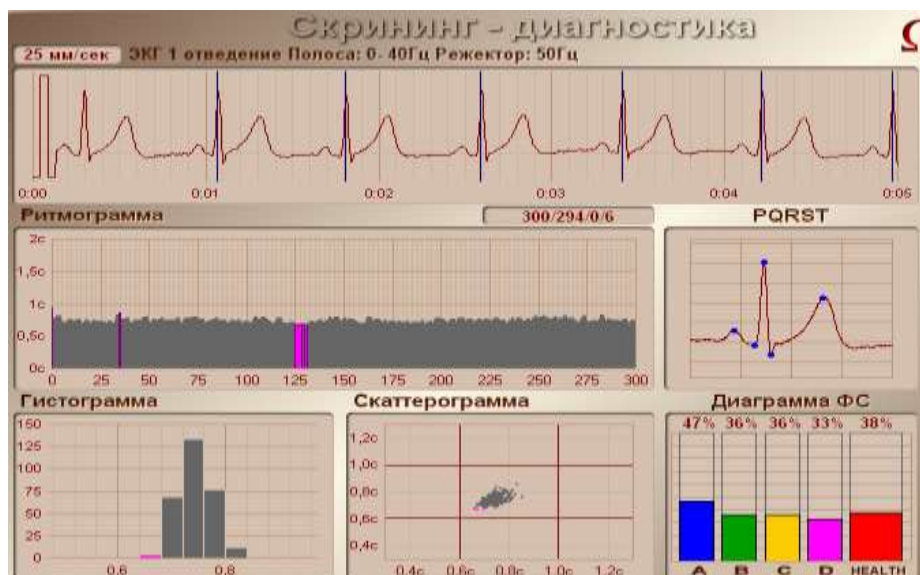 Скрининг - диагностика
25 мм/сек ЭКГ 1 отведение Полоса: 0- 40Гц Режектор: 50Гц
0:00 0:01 0:02 0:03 0:04 0:05
Ритмограмма 300/294/0/6 PQRST
2с
1,5с
1с
0,5с
0с
0 25 50 75 100 125 150 175 200 225 250 275 300
Гистограмма Скаттерограмма Диаграмма ФС
150
125
100
75
50
25
0
0,6 0,8
1,2с
1,0с
0,8с
0,6с
0,4с
0,4с 0,6с 0,8с 1,0с 1,2с
47% 36% 36% 33% 38%
A B C D HEALTH